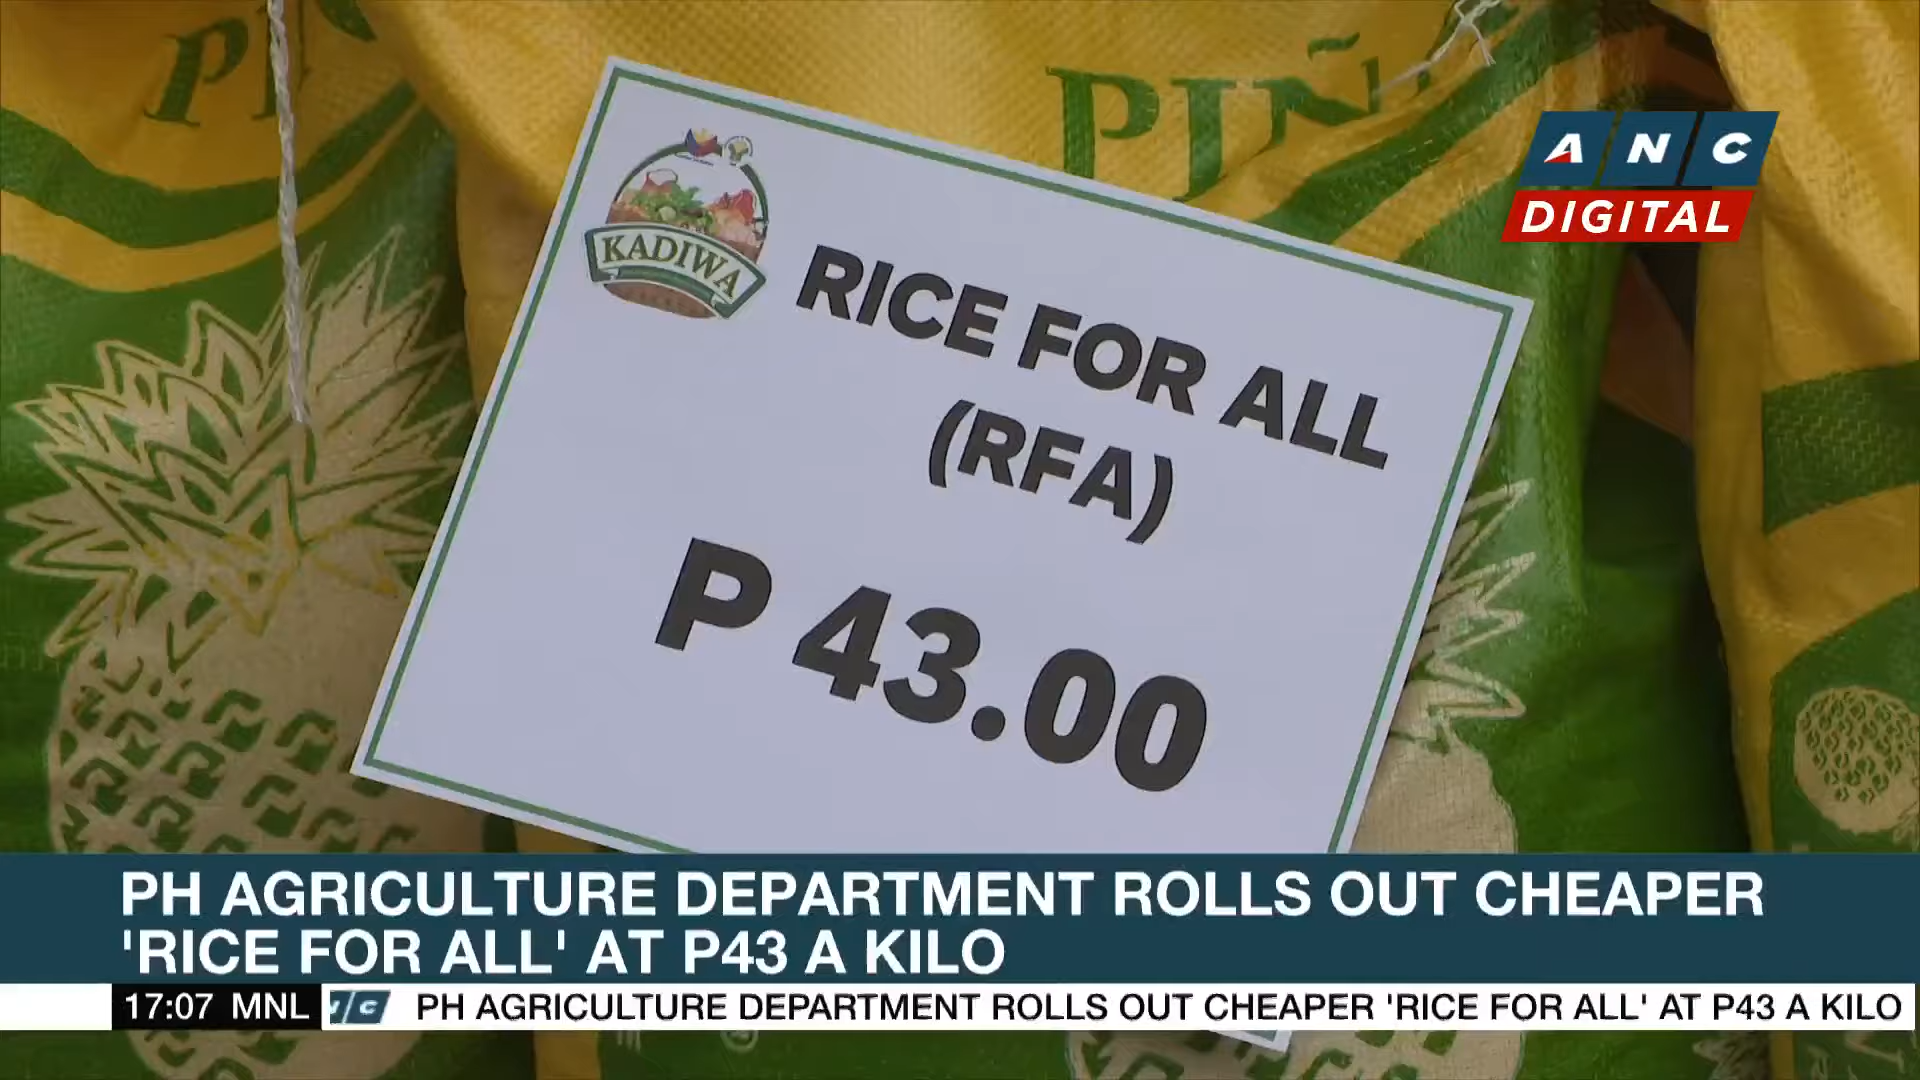 PIÑ
ANC
DIGITAL
KADIWA
RICE FOR ALL
(RFA)
P 43.00
PH AGRICULTURE DEPARTMENT ROLLS OUT CHEAPER
'RICE FOR ALL' AT P43 A KILO
17:07 MNL PH AGRICULTURE DEPARTMENT ROLLS OUT CHEAPER 'RICE FOR ALL' AT P43 A KILO